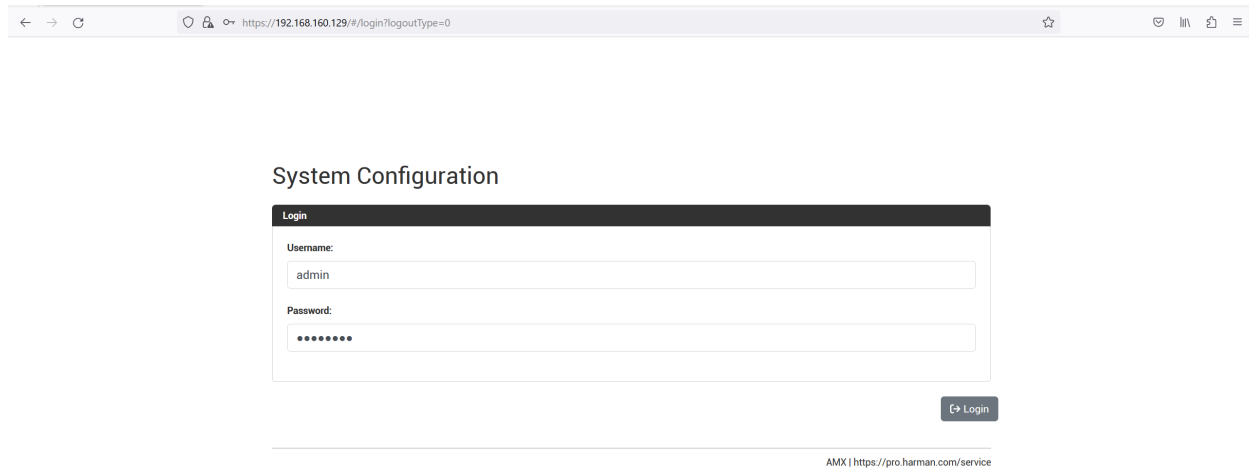 https://192.168.160.129/#/login?logoutType=0
System Configuration
Login
Username:
admin
Password:
••••••••
Login
AMX | https://pro.harman.com/service